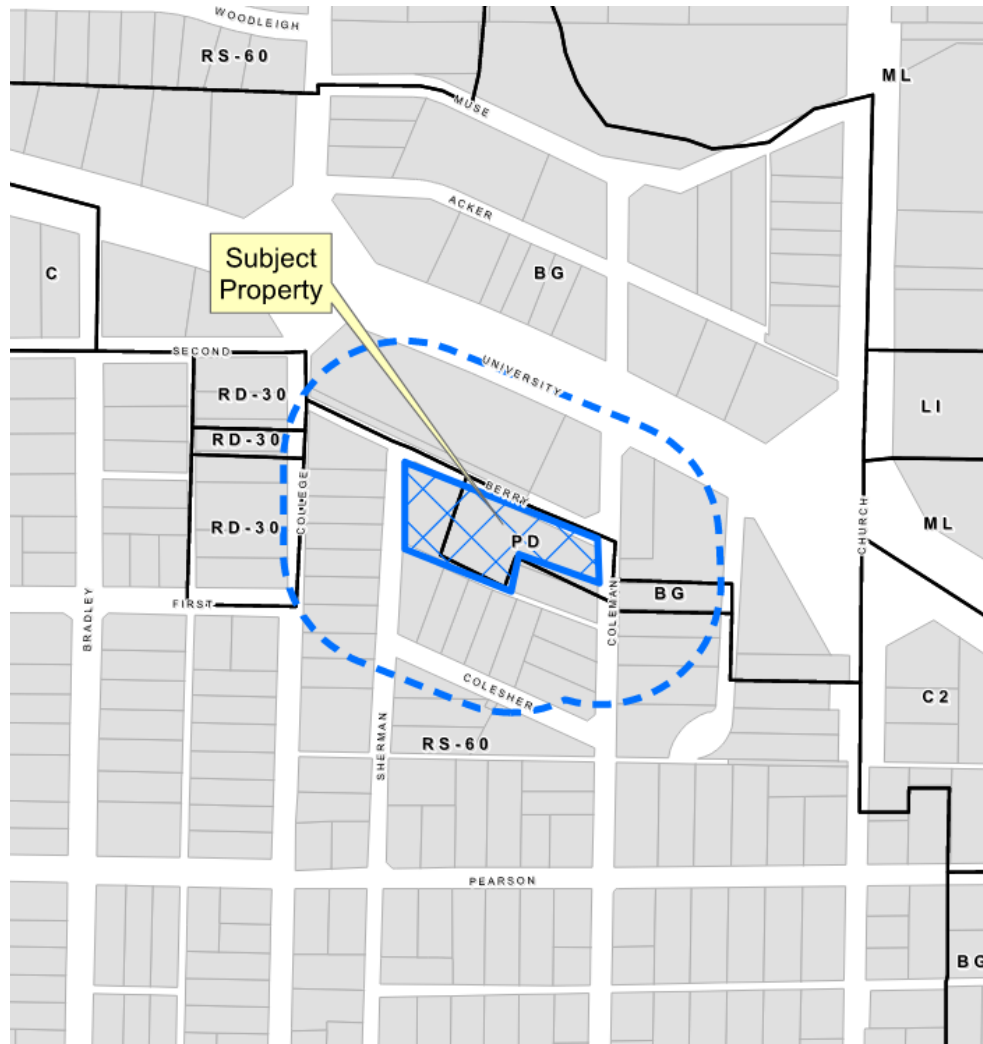 WOODLEIGH
RS-60
ML
MUSE
ACKER
BG
C
Subject
Property
SECOND
UNIVERSITY
RD-30
LI
RD-30
COLLEGE
BERRY
RD-30
PD
ML
CHURCH
BG
FIRST
BRADLEY
COLEMAN
COLESHER
C2
SHERMAN
RS-60
PEARSON
BG